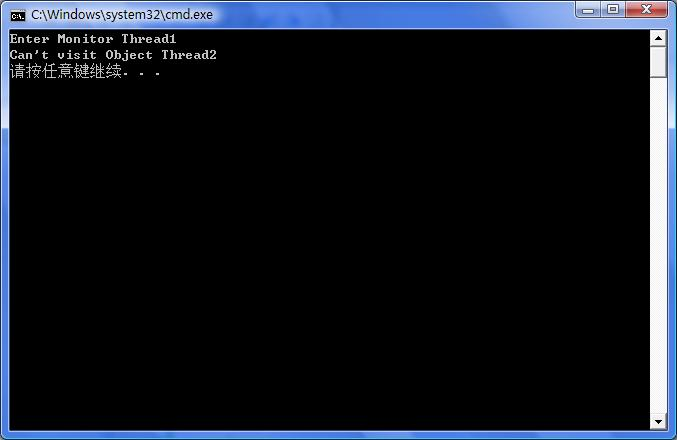 C:\Windows\system32\cmd.exe
Enter Monitor Thread1
Can't visit Object Thread2
请按任意键继续. . .